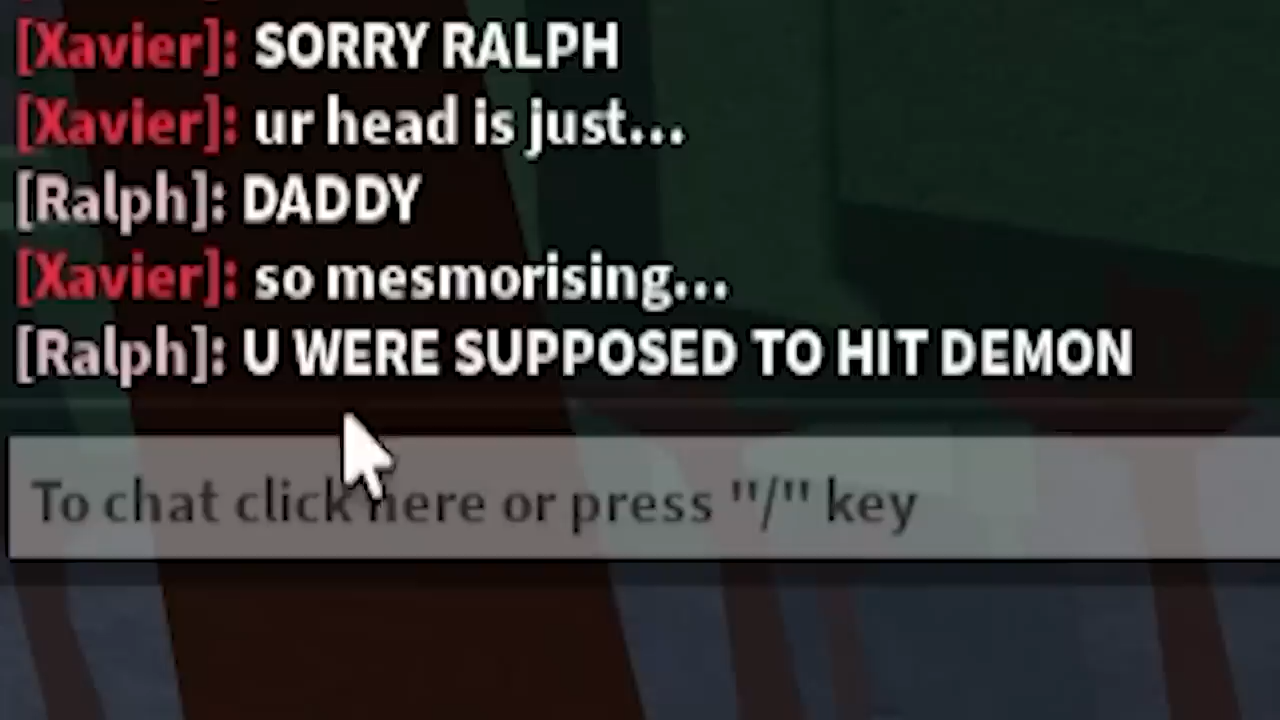 [Xavier]: SORRY RALPH
[Xavier]: ur head is just...
[Ralph]: DADDY
[Xavier]: so mesmorising...
[Ralph]: U WERE SUPPOSED TO HIT DEMON
To chat click here or press "/" key